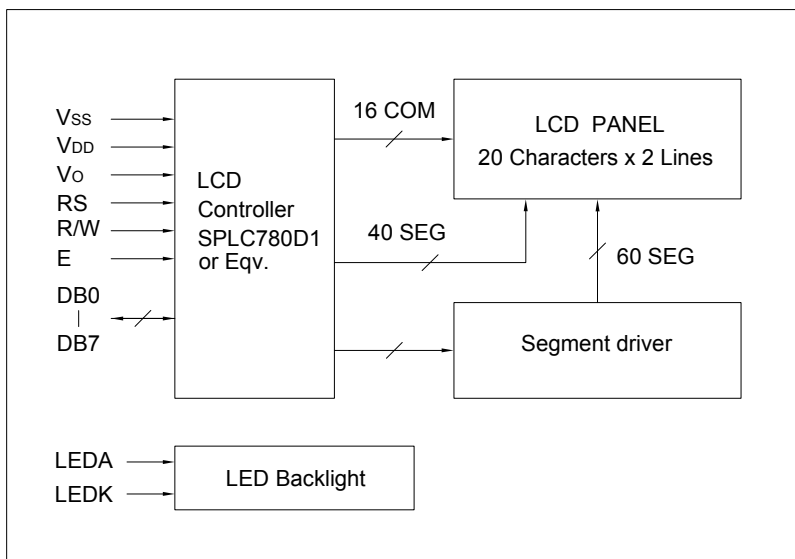 VSS
VDD
VO
RS
R/W
E
DB0
DB7
LCD
Controller
SPLC780D1
or Eqv.
16 COM
40 SEG
LCD PANEL
20 Characters x 2 Lines
60 SEG
Segment driver
LEDA
LEDK
LED Backlight